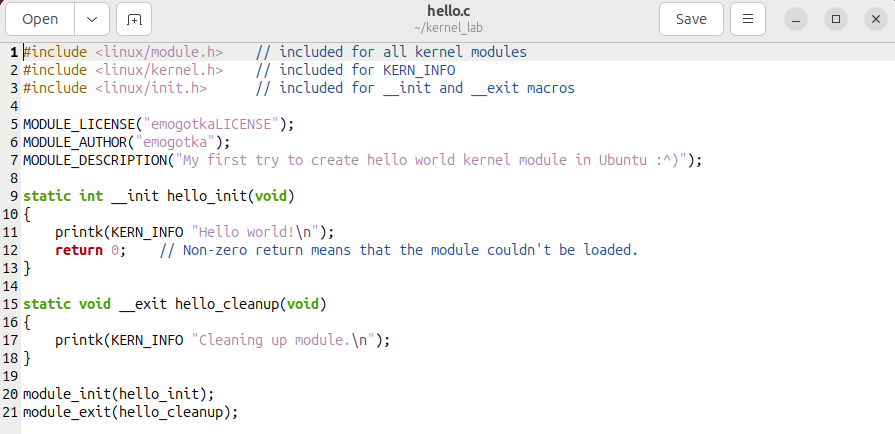 Open
hello.c
~/kernel_lab
Save
1 #include <linux/module.h>    // included for all kernel modules
2 #include <linux/kernel.h>    // included for KERN_INFO
3 #include <linux/init.h>      // included for __init and __exit macros
4
5 MODULE_LICENSE("emogotkaLICENSE");
6 MODULE_AUTHOR("emogotka");
7 MODULE_DESCRIPTION("My first try to create hello world kernel module in Ubuntu :^)");
8
9 static int __init hello_init(void)
10 {
11     printk(KERN_INFO "Hello world!\n");
12     return 0;    // Non-zero return means that the module couldn't be loaded.
13 }
14
15 static void __exit hello_cleanup(void)
16 {
17     printk(KERN_INFO "Cleaning up module.\n");
18 }
19
20 module_init(hello_init);
21 module_exit(hello_cleanup);